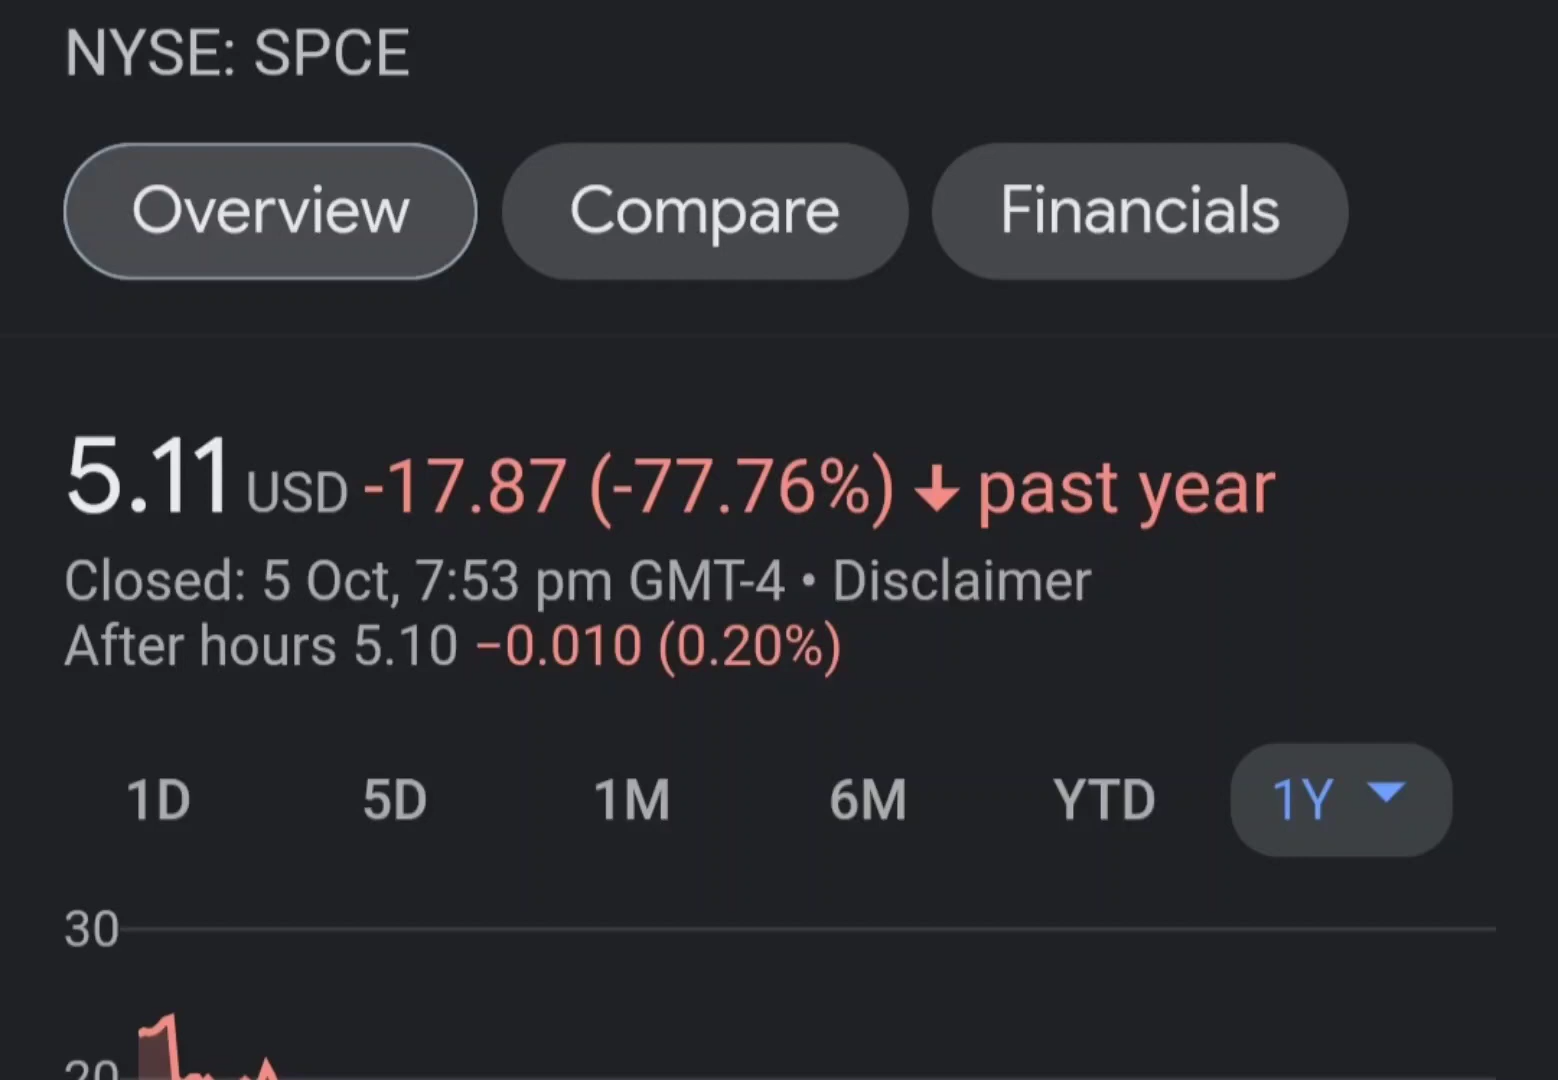 NYSE: SPCE
Overview Compare Financials
5.11 USD -17.87 (-77.76%) ↓ past year
Closed: 5 Oct, 7:53 pm GMT-4 • Disclaimer
After hours 5.10 −0.010 (0.20%)
1D 5D 1M 6M YTD 1Y
30
20